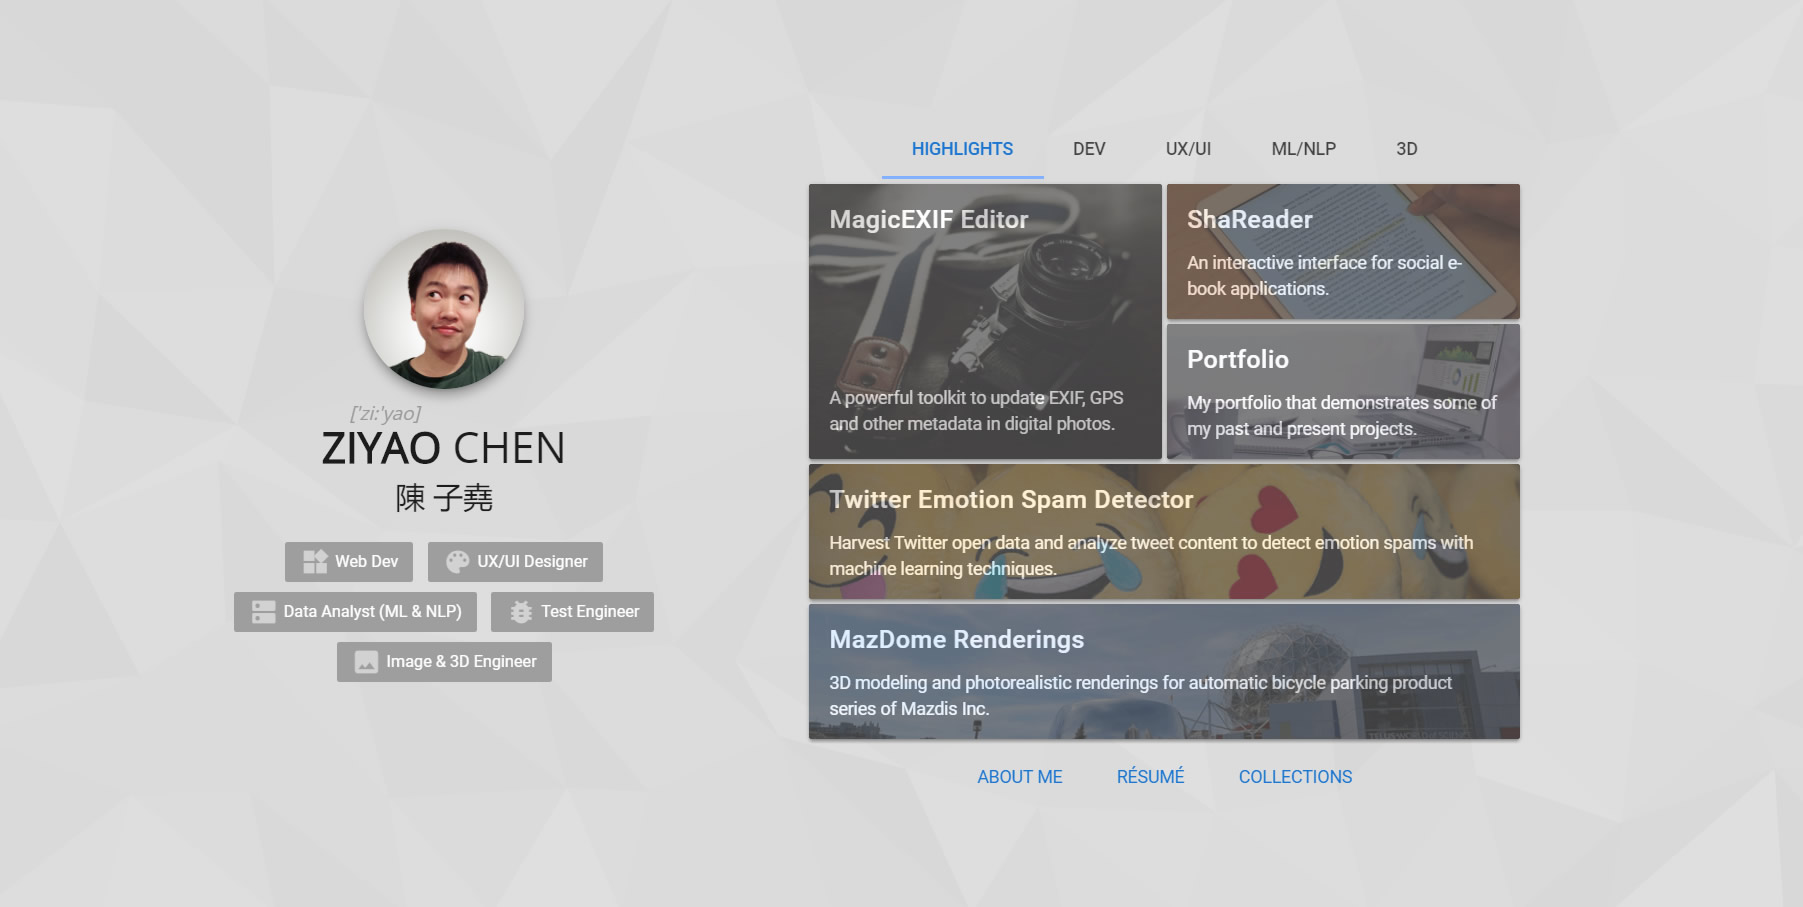 ['zi:'yao]
ZIYAO CHEN
陳 子堯
Web Dev
UX/UI Designer
Data Analyst (ML & NLP)
Test Engineer
Image & 3D Engineer
HIGHLIGHTS
DEV
UX/UI
ML/NLP
3D
MagicEXIF Editor
A powerful toolkit to update EXIF, GPS
and other metadata in digital photos.
ShaReader
An interactive interface for social e-
book applications.
Portfolio
My portfolio that demonstrates some of
my past and present projects.
Twitter Emotion Spam Detector
Harvest Twitter open data and analyze tweet content to detect emotion spams with
machine learning techniques.
MazDome Renderings
3D modeling and photorealistic renderings for automatic bicycle parking product
series of Mazdis Inc.
ABOUT ME
RÉSUMÉ
COLLECTIONS